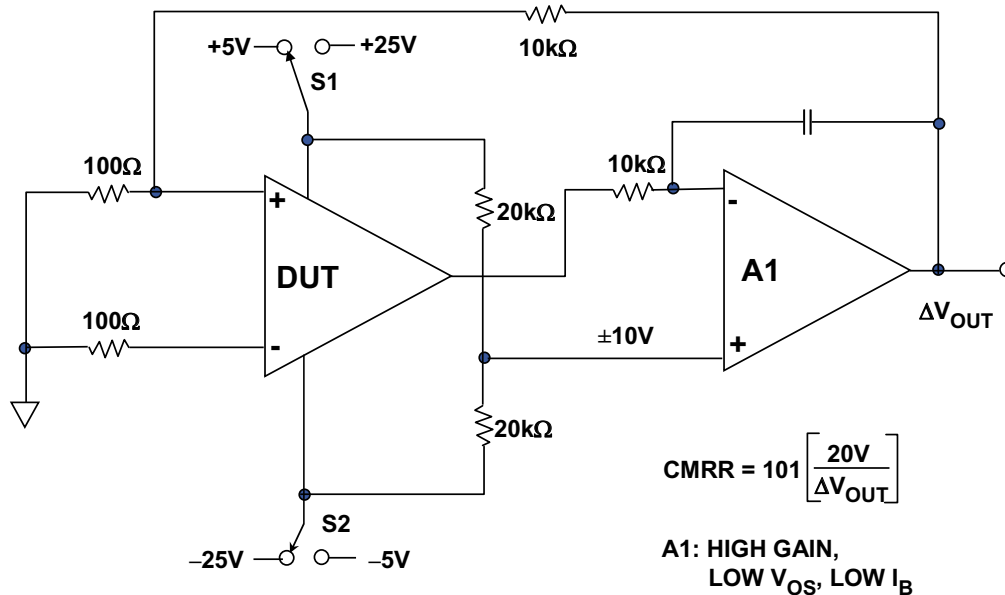 10kΩ
+5V
+25V
S1
100Ω
10kΩ
+
-
20kΩ
DUT
A1
100Ω
-
±10V
+
ΔVOUT
20kΩ
CMRR = 101 [ 20V / ΔVOUT ]
S2
–25V
–5V
A1: HIGH GAIN,
LOW VOS, LOW IB